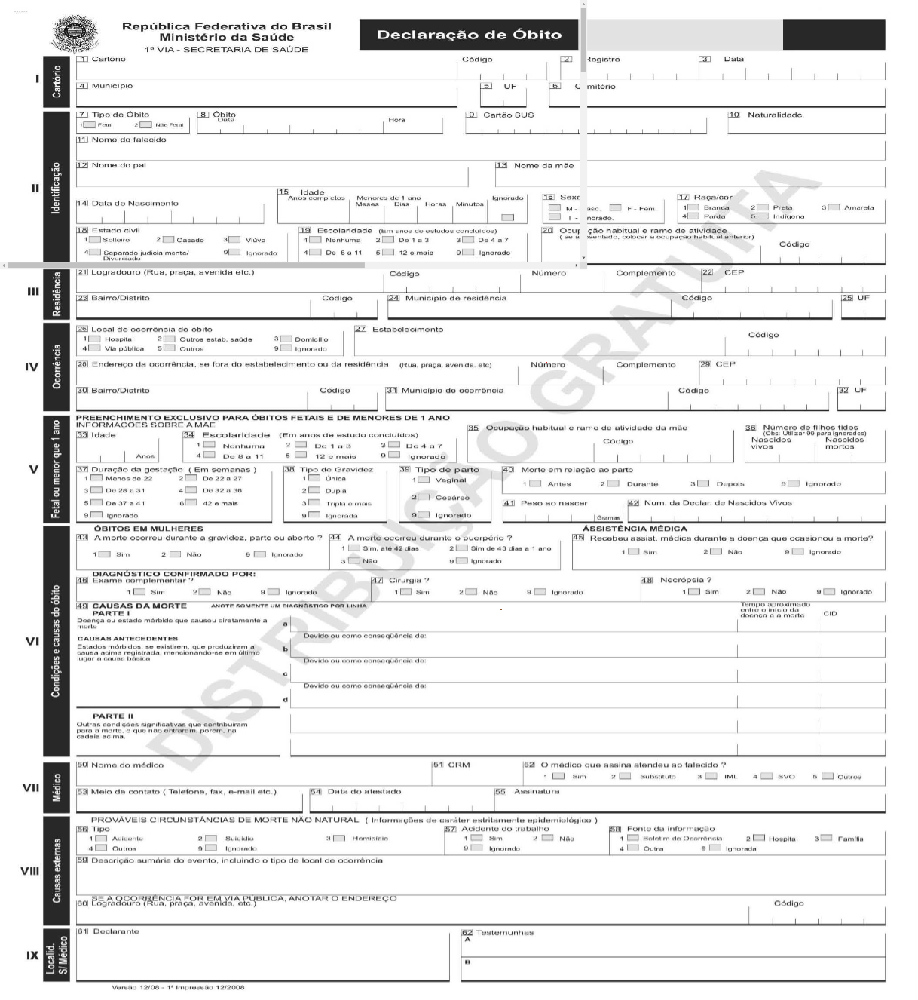 República Federativa do Brasil
Ministério da Saúde
1ª VIA - SECRETARIA DE SAÚDE
Declaração de Óbito
I
Cartório
1 Cartório Código 2 Registro 3 Data
4 Município 5 UF 6 C mitério
II
Identificação
7 Tipo de Óbito 8 Óbito 9 Cartão SUS 10 Naturalidade
Data Hora
1 Fetal 2 Não Fetal
11 Nome do falecido
12 Nome do pai 13 Nome da mãe
14 Data de Nascimento 15 Idade
Anos completos Menores de 1 ano Ignorado
Meses Dias Horas Minutos
16 Sexo 17 Raça/cor
M - asc. F - Fem. 1 Branca 2 Preta 3 Amarela
I - norado. 4 Parda 5 Indígena
18 Estado civil 19 Escolaridade (Em anos de estudos concluídos) 20 Ocup ção habitual e ramo de atividade
( se a osentado, colocar a ocupação habitual anterior)
1 Solteiro 2 Casado 3 Viúvo 1 Nenhuma 2 De 1 a 3 3 De 4 a 7 Código
4 Separado judicialmente/ 9 Ignorado 4 De 8 a 11 5 12 e mais 9 Ignorado
Divorciado
III
Residência
21 Logradouro (Rua, praça, avenida etc.) Código Número Complemento 22 CEP
23 Bairro/Distrito Código 24 Município de residência Código 25 UF
IV
Ocorrência
26 Local de ocorrência do óbito 27 Estabelecimento Código
1 Hospital 2 Outros estab. saúde 3 Domicílio
4 Via pública 5 Outros 9 Ignorado
28 Endereço da ocorrência, se fora do estabelecimento ou da residência (Rua, praça, avenida, etc) Número Complemento 29 CEP
30 Bairro/Distrito Código 31 Município de ocorrência Código 32 UF
V
Fetal ou menor que 1 ano
PREENCHIMENTO EXCLUSIVO PARA ÓBITOS FETAIS E DE MENORES DE 1 ANO
INFORMAÇÕES SOBRE A MÃE
33 Idade 34 Escolaridade (Em anos de estudo concluídos) 35 Ocupação habitual e ramo de atividade da mãe 36 Número de filhos tidos
(Obs: Utilizar 99 para ignorados)
Anos 1 Nenhuma 2 De 1 a 3 3 De 4 a 7 Código Nascidos vivos Nascidos mortos
4 De 8 a 11 5 12 e mais 9 Ignorado
37 Duração da gestação ( Em semanas ) 38 Tipo de Gravidez 39 Tipo de parto 40 Morte em relação ao parto
1 Menos de 22 2 De 22 a 27 1 Única 1 Vaginal 1 Antes 2 Durante 3 Depois 9 Ignorado
3 De 28 a 31 4 De 32 a 36 2 Dupla 2 Cesáreo
5 De 37 a 41 6 42 e mais 3 Tripla e mais
9 Ignorado 9 Ignorada 9 Ignorado
41 Peso ao nascer 42 Num. da Declar. de Nascidos Vivos
Gramas
VI
Condições e causas do óbito
ÓBITOS EM MULHERES ÁSSISTÊNCIA MÉDICA
43 A morte ocorreu durante a gravidez, parto ou aborto ? 44 A morte ocorreu durante o puerpério ? 45 Recebeu assist. médica durante a doença que ocasionou a morte?
1 Sim 2 Não 9 Ignorado 1 Sim, até 42 dias 2 Sim de 43 dias a 1 ano 1 Sim 2 Não 9 Ignorado
3 Não 9 Ignorado
DIAGNÓSTICO CONFIRMADO POR:
46 Exame complementar ? 47 Cirurgia ? 48 Necrópsia ?
1 Sim 2 Não 9 Ignorado 1 Sim 2 Não 9 Ignorado 1 Sim 2 Não 9 Ignorado
49 CAUSAS DA MORTE ANOTE SOMENTE UM DIAGNÓSTICO POR LINHA
Tempo aproximado
entre o início da
doença e a morte
CID
PARTE I
Doença ou estado mórbido que causou diretamente a
morte
a
Devido ou como conseqüência de:
CAUSAS ANTECEDENTES
Estados mórbidos, se existirem, que produziram a
causa acima registrada, mencionando-se em último
lugar a causa básica
b
Devido ou como conseqüência de:
c
Devido ou como conseqüência de:
d
PARTE II
Outras condições significativas que contribuiram
para a morte, e que não entraram, porém, na
cadeia acima.
VII
Médico
50 Nome do médico 51 CRM 52 O médico que assina atendeu ao falecido ?
1 Sim 2 Substituto 3 IML 4 SVO 5 Outros
53 Meio de contato ( Telefone, fax, e-mail etc.) 54 Data do atestado 55 Assinatura
VIII
Causas externas
PROVÁVEIS CIRCUNSTÂNCIAS DE MORTE NÃO NATURAL ( Informações de caráter estritamente epidemiológico )
56 Tipo 57 Acidente do trabalho 58 Fonte da informação
1 Acidente 2 Suicídio 3 Homicídio 1 Sim 2 Não 1 Boletim de Ocorrência 2 Hospital 3 Família
4 Outros 9 Ignorado 9 Ignorado 4 Outra 9 Ignorada
59 Descrição sumária do evento, incluindo o tipo de local de ocorrência
SE A OCORRÊNCIA FOR EM VIA PÚBLICA, ANOTAR O ENDEREÇO
60 Logradouro (Rua, praça, avenida, etc.) Código
IX
Localid. S/ Médico
61 Declarante 62 Testemunhas
A
B
Versão 12/08 - 1ª Impressão 12/2008
DISTRIBUIÇÃO GRATUITA